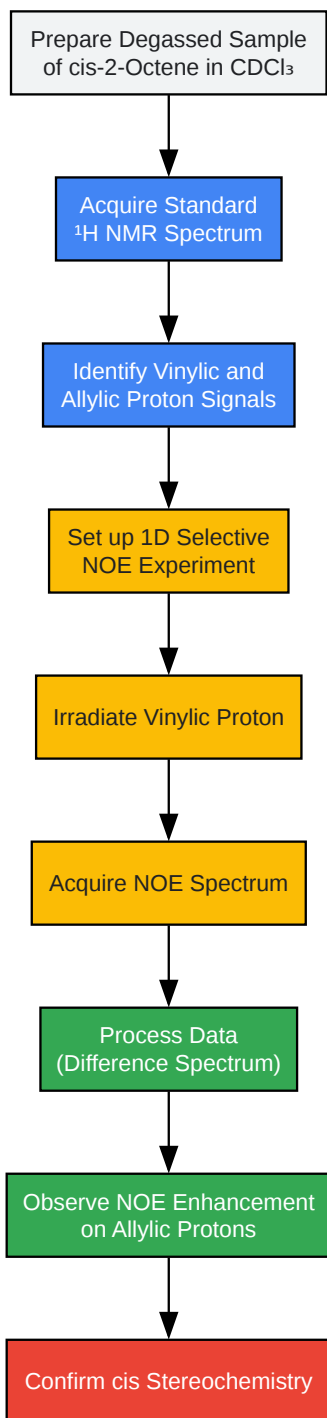 Prepare Degassed Sample
of cis-2-Octene in CDCl₃
Acquire Standard
¹H NMR Spectrum
Identify Vinylic and
Allylic Proton Signals
Set up 1D Selective
NOE Experiment
Irradiate Vinylic Proton
Acquire NOE Spectrum
Process Data
(Difference Spectrum)
Observe NOE Enhancement
on Allylic Protons
Confirm cis Stereochemistry